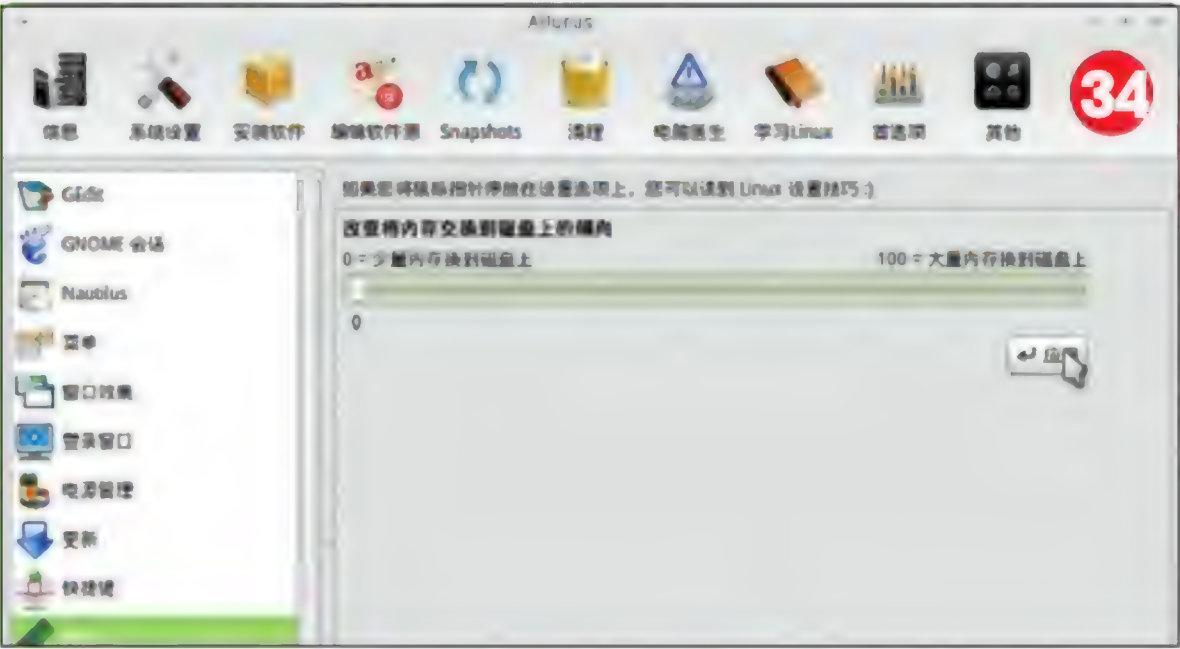 Ailurus
34
信息 系统设置 安装软件 编辑软件源 Snapshots 清理 电脑医生 学习Linux 首选项 其他
如果您将鼠标指针停放在设置选项上,您可以读到 Linux 设置技巧 :)
GEdit
改变将内存交换到磁盘上的倾向
GNOME 会话
0 = 少量内存换到磁盘上 100 = 大量内存换到磁盘上
Nautilus
0
菜单
窗口效果
登录窗口
电源管理
更新
快捷键